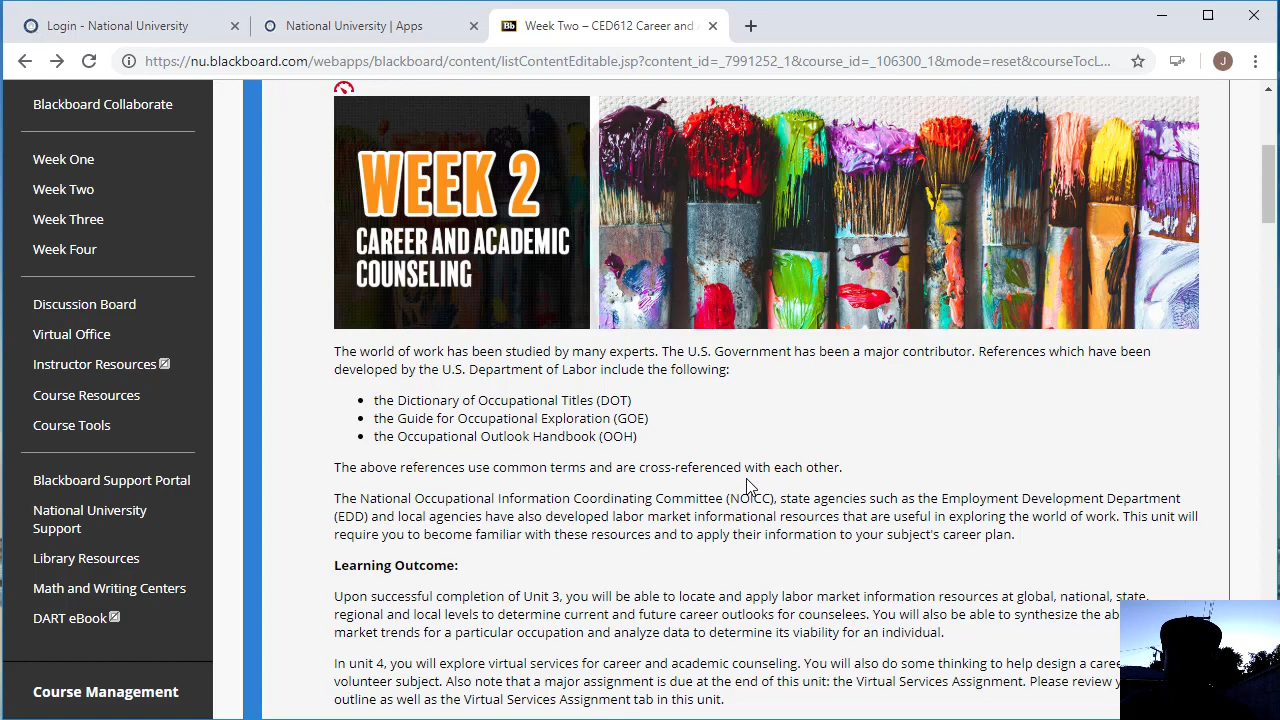 Login - National University
National University | Apps
Bb
Week Two – CED612 Career and
https://nu.blackboard.com/webapps/blackboard/content/listContentEditable.jsp?content_id=_7991252_1&course_id=_106300_1&mode=reset&courseTocL...
J
Blackboard Collaborate
Week One
Week Two
Week Three
Week Four
Discussion Board
Virtual Office
Instructor Resources
Course Resources
Course Tools
Blackboard Support Portal
National University
Support
Library Resources
Math and Writing Centers
DART eBook
Course Management
WEEK 2
CAREER AND ACADEMIC
COUNSELING
The world of work has been studied by many experts. The U.S. Government has been a major contributor. References which have been
developed by the U.S. Department of Labor include the following:
the Dictionary of Occupational Titles (DOT)
the Guide for Occupational Exploration (GOE)
the Occupational Outlook Handbook (OOH)
The above references use common terms and are cross-referenced with each other.
The National Occupational Information Coordinating Committee (NOICC), state agencies such as the Employment Development Department
(EDD) and local agencies have also developed labor market informational resources that are useful in exploring the world of work. This unit will
require you to become familiar with these resources and to apply their information to your subject's career plan.
Learning Outcome:
Upon successful completion of Unit 3, you will be able to locate and apply labor market information resources at global, national, state,
regional and local levels to determine current and future career outlooks for counselees. You will also be able to synthesize the
market trends for a particular occupation and analyze data to determine its viability for an individual.
In unit 4, you will explore virtual services for career and academic counseling. You will also do some thinking to help design a
volunteer subject. Also note that a major assignment is due at the end of this unit: the Virtual Services Assignment. Please review
outline as well as the Virtual Services Assignment tab in this unit.